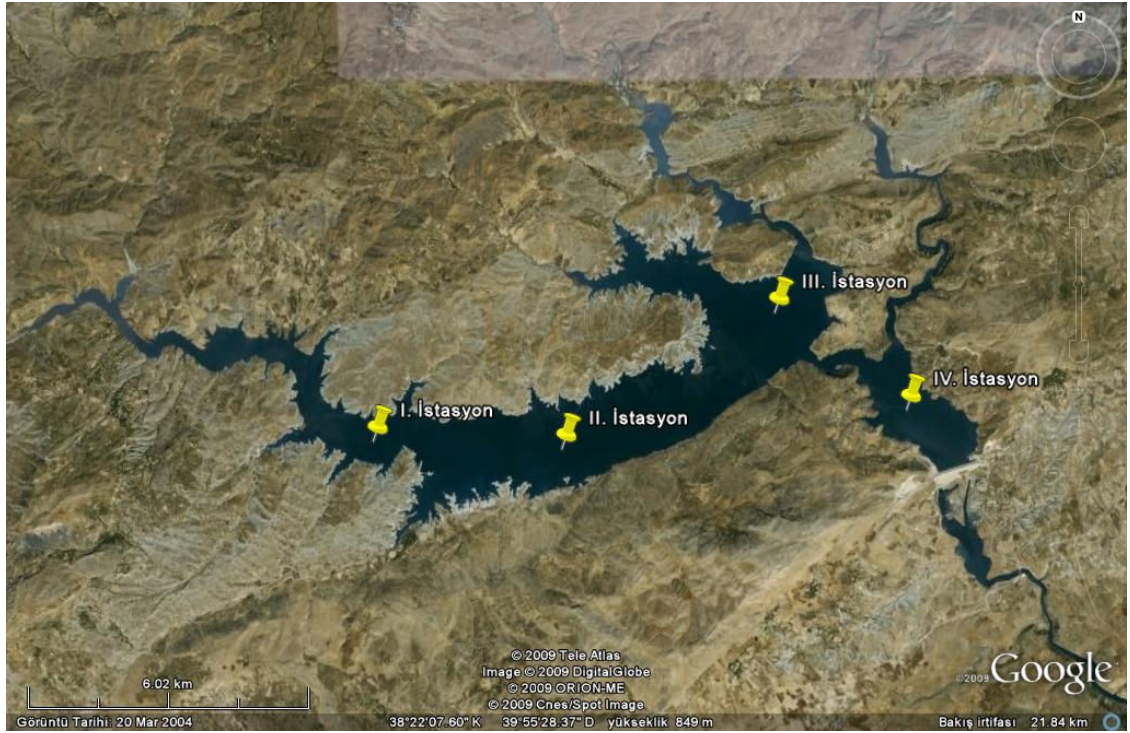 N
III. İstasyon
IV. İstasyon
I. İstasyon
II. İstasyon
© 2009 Tele Atlas
Image © 2009 DigitalGlobe
© 2009 ORION-ME
© 2009 Cnes/Spot Image
©2009 Google
6.02 km
Görüntü Tarihi: 20 Mar 2004 38°22'07.60" K 39°55'28.37" D yükseklik 849 m Bakış irtifası 21.84 km